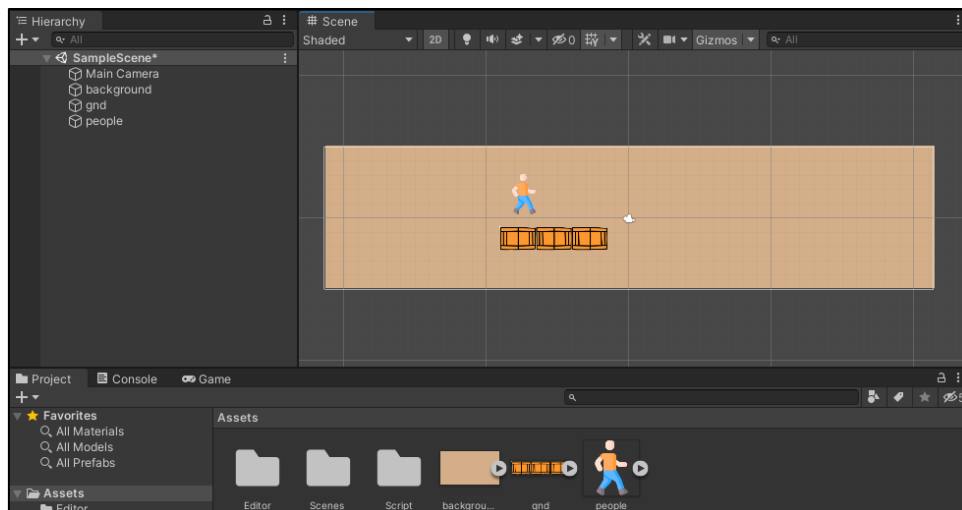 Hierarchy
# Scene
All
Shaded 2D 0 Gizmos All
SampleScene*
Main Camera
background
gnd
people
Project Console Game
Favorites
All Materials
All Models
All Prefabs
Assets
Editor
Assets
Editor Scenes Script backgrou... gnd people